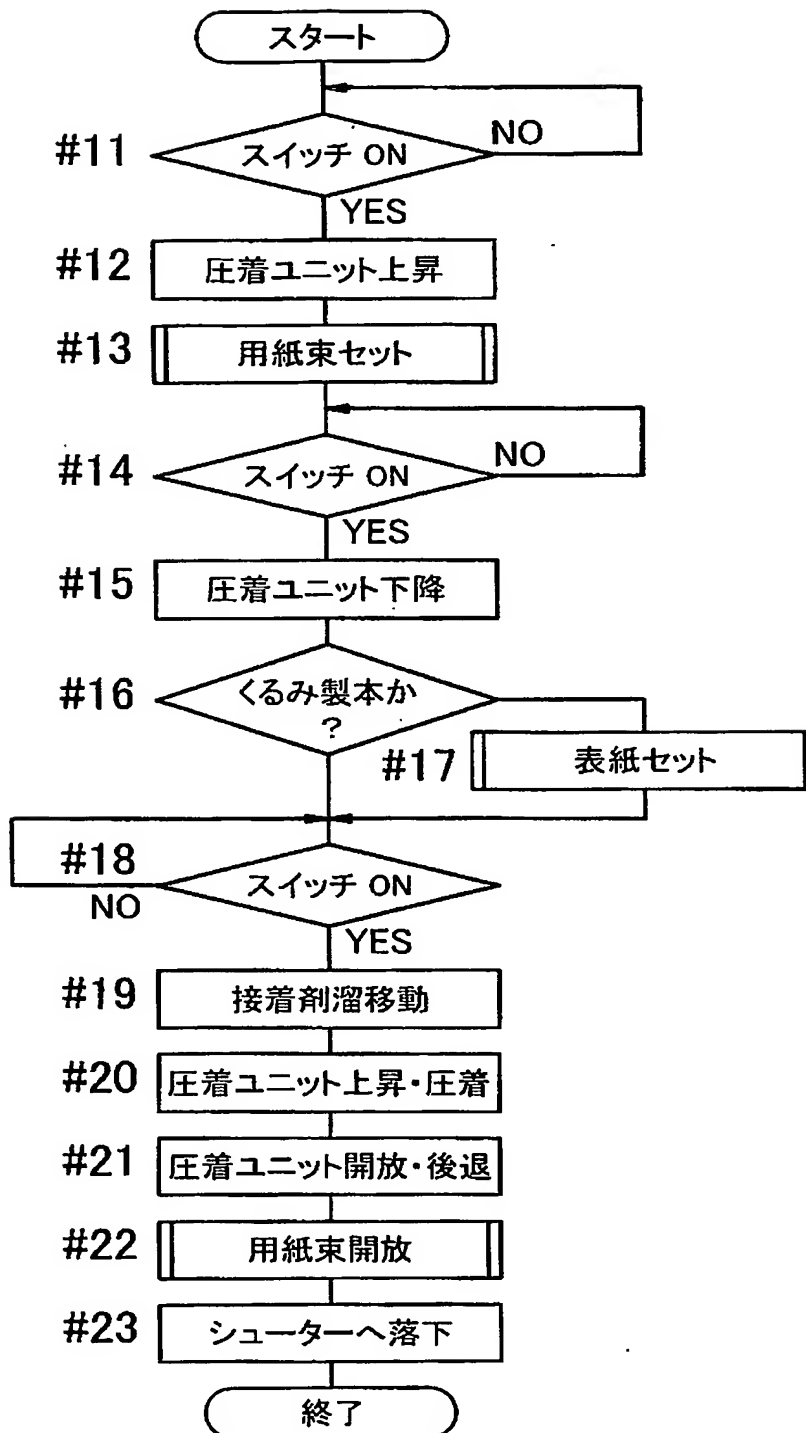 スタート
#11
スイッチ ON
NO
YES
#12
圧着ユニット上昇
#13
用紙束セット
#14
スイッチ ON
NO
YES
#15
圧着ユニット下降
#16
くるみ製本か
?
#17
表紙セット
#18
スイッチ ON
NO
YES
#19
接着剤溜移動
#20
圧着ユニット上昇・圧着
#21
圧着ユニット開放・後退
#22
用紙束開放
#23
シューターへ落下
終了